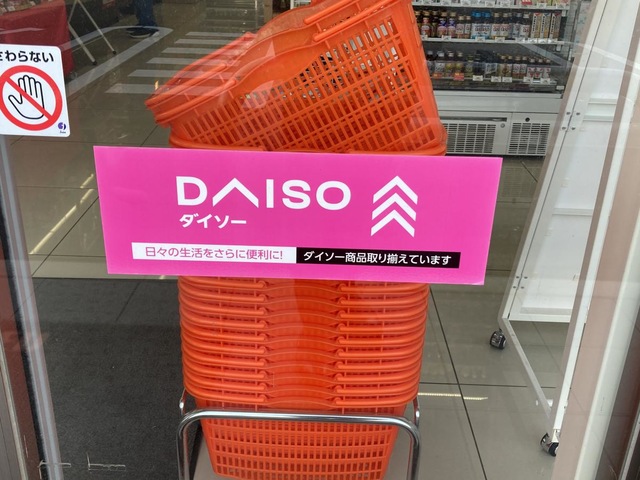 さわらない
DAISO
ダイソー
日々の生活をさらに便利に!
ダイソー商品取り揃えています